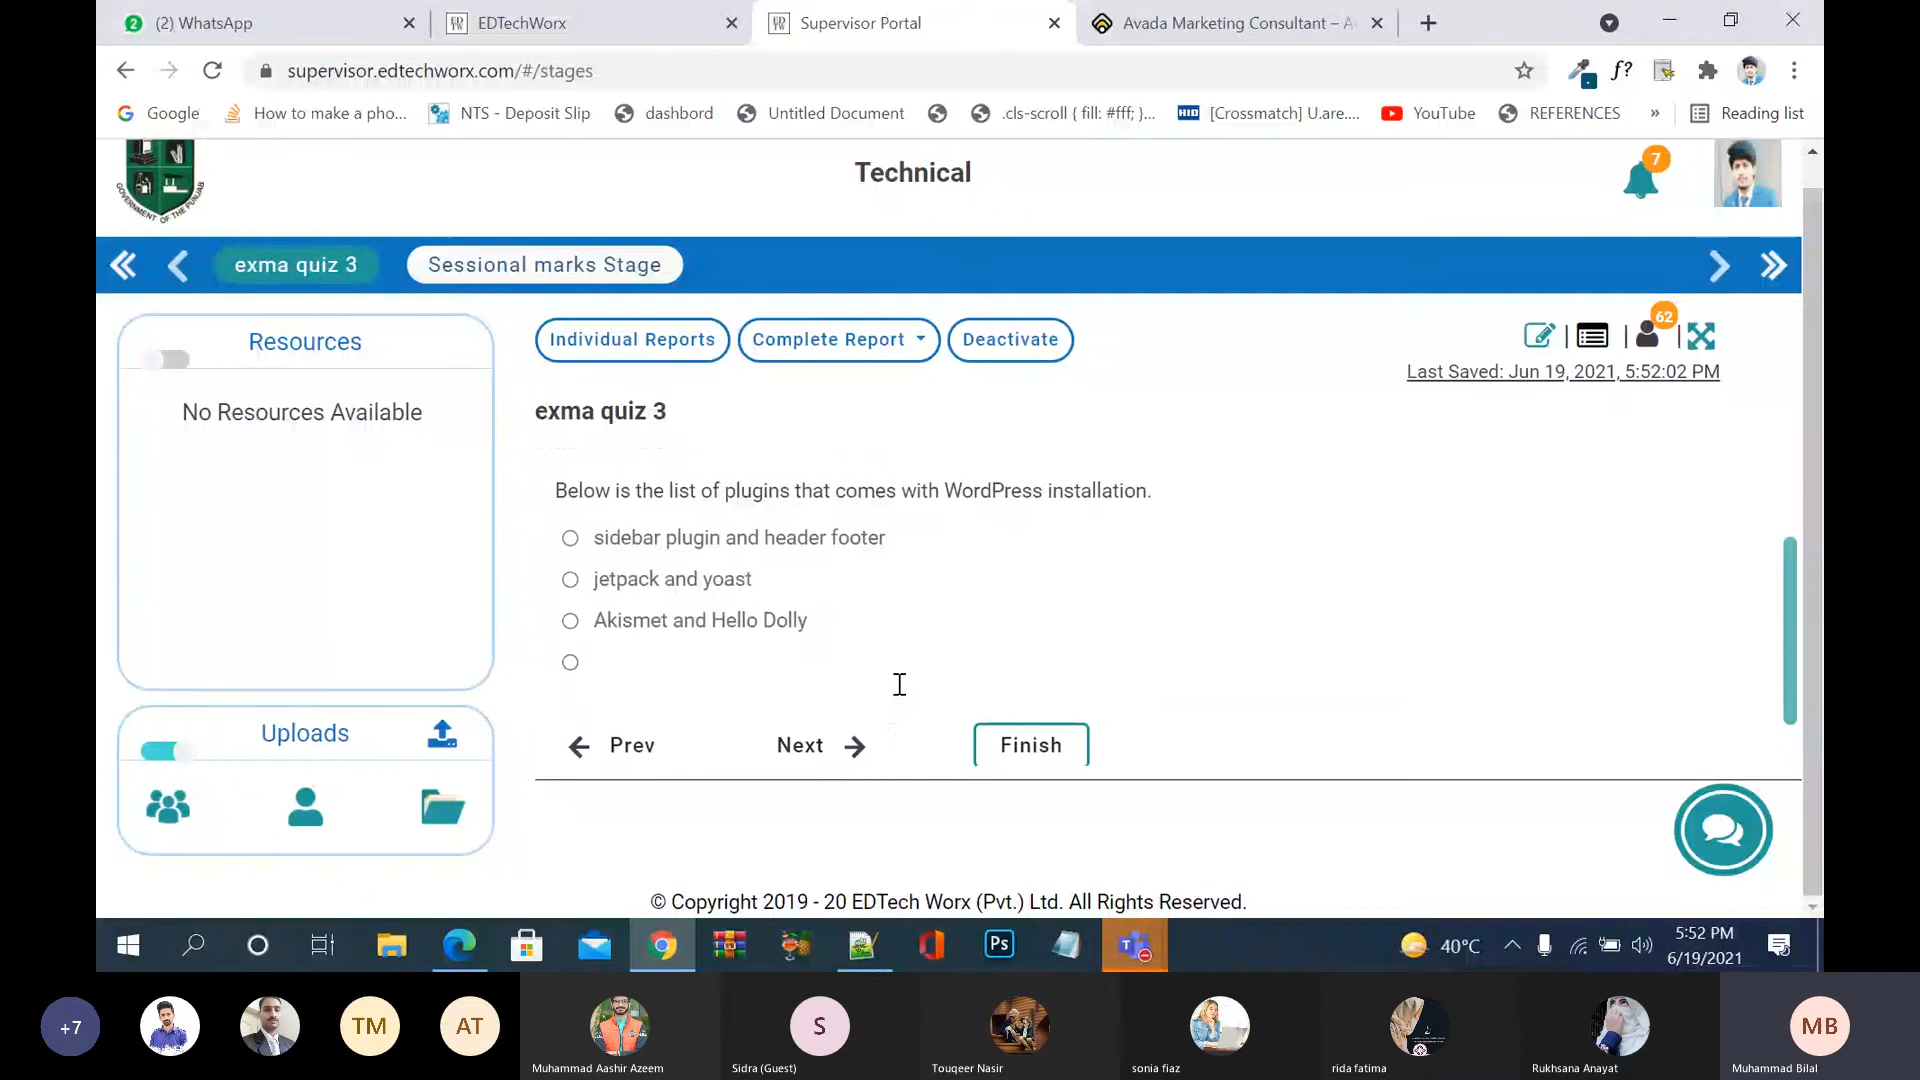 (2) WhatsApp
EDTechWorx
Supervisor Portal
Avada Marketing Consultant – A
supervisor.edtechworx.com/#/stages
f?
Google
How to make a pho...
NTS - Deposit Slip
dashbord
Untitled Document
.cls-scroll { fill: #fff; }...
HID
[Crossmatch] U.are....
YouTube
REFERENCES
»
Reading list
GOVERNMENT OF THE PUNJAB
Technical
7
exma quiz 3
Sessional marks Stage
Resources
No Resources Available
Individual Reports
Complete Report
Deactivate
62
Last Saved: Jun 19, 2021, 5:52:02 PM
exma quiz 3
Below is the list of plugins that comes with WordPress installation.
sidebar plugin and header footer
jetpack and yoast
Akismet and Hello Dolly
Prev
Next
Finish
Uploads
© Copyright 2019 - 20 EDTech Worx (Pvt.) Ltd. All Rights Reserved.
Ps
40°C
5:52 PM
6/19/2021
+7
TM
AT
Muhammad Aashir Azeem
S
Sidra (Guest)
Touqeer Nasir
sonia fiaz
rida fatima
Rukhsana Anayat
MB
Muhammad Bilal